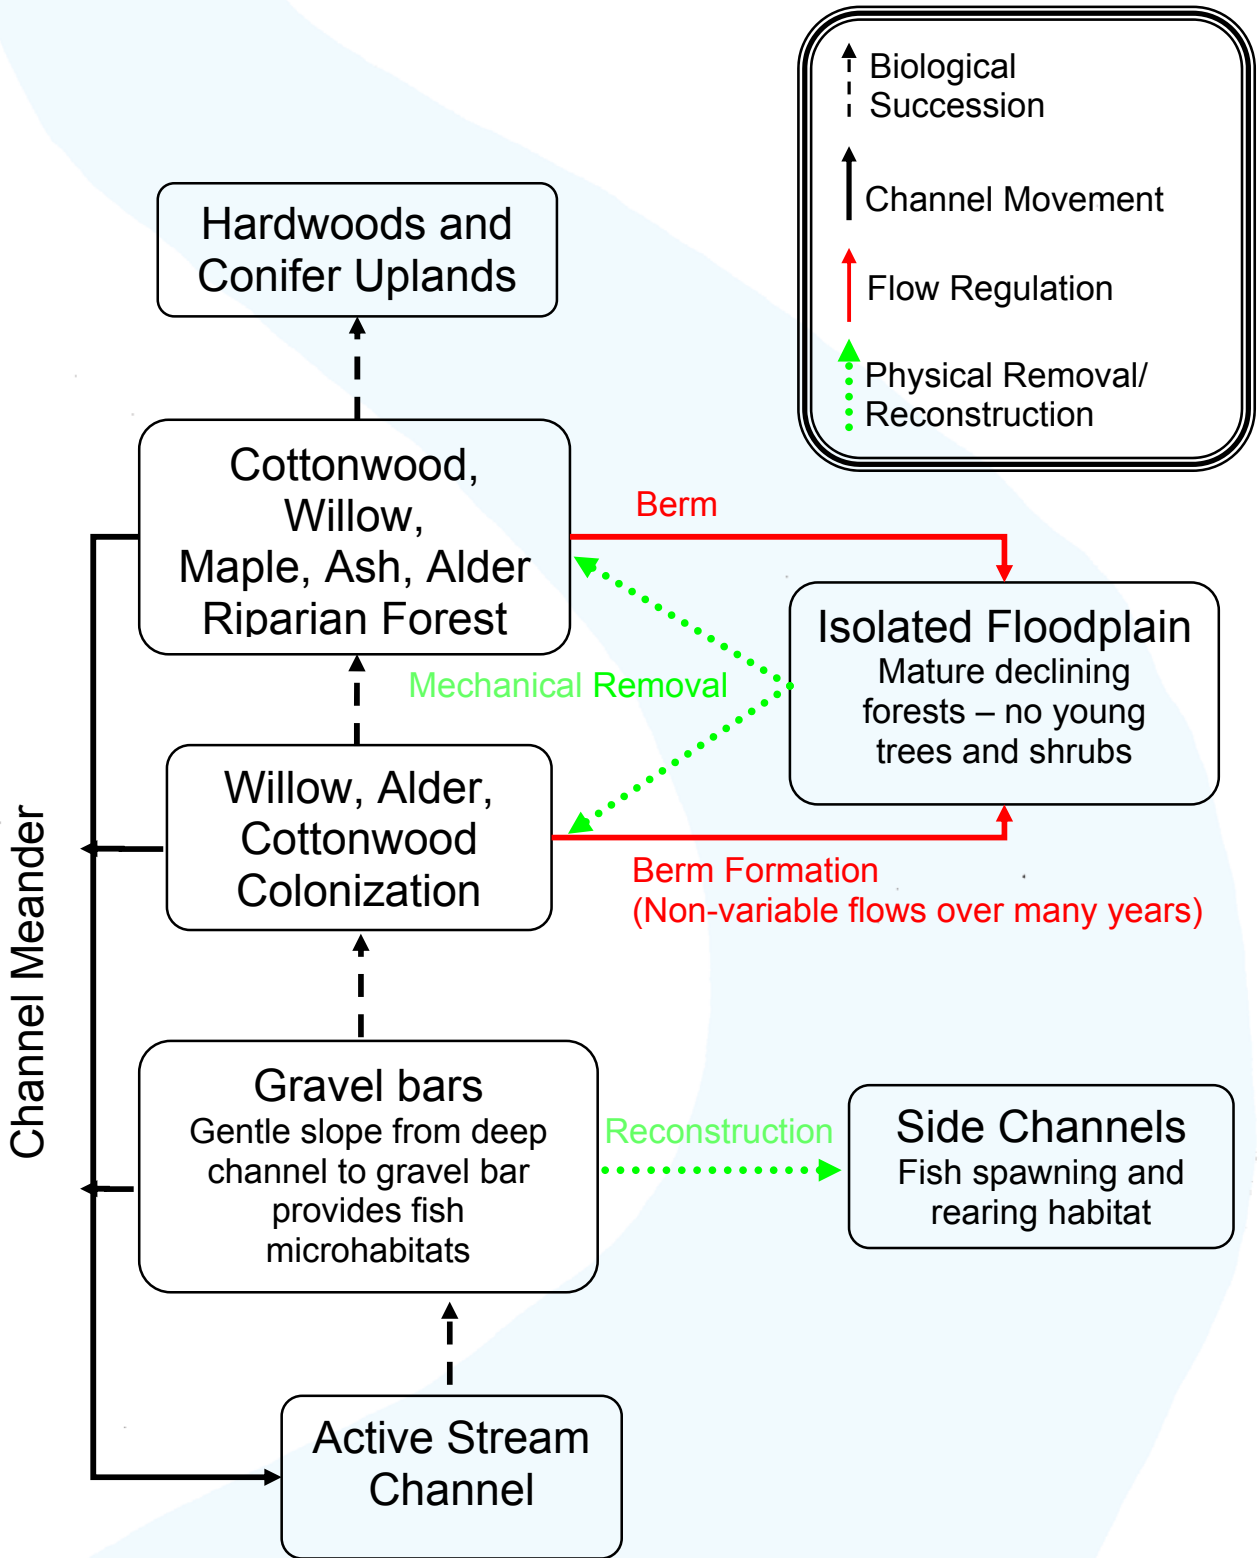 Biological
Succession
Channel Movement
Flow Regulation
Physical Removal/
Reconstruction
Hardwoods and
Conifer Uplands
Cottonwood,
Willow,
Maple, Ash, Alder
Riparian Forest
Berm
Isolated Floodplain
Mature declining
forests – no young
trees and shrubs
Mechanical Removal
Willow, Alder,
Cottonwood
Colonization
Berm Formation
(Non-variable flows over many years)
Channel Meander
Gravel bars
Gentle slope from deep
channel to gravel bar
provides fish
microhabitats
Reconstruction
Side Channels
Fish spawning and
rearing habitat
Active Stream
Channel